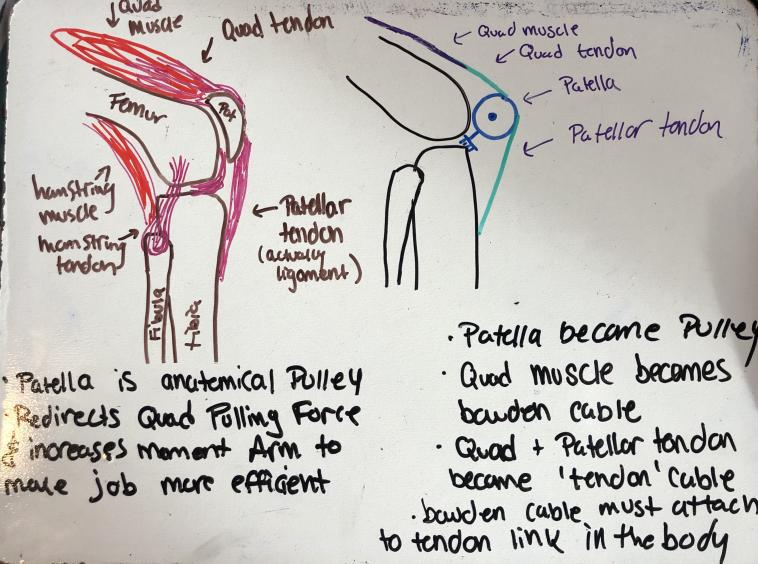 Quad
muscle
Quad tendon
Femur
Pat
hamstring
muscle
hamstring
tendon
Patellar
tendon
(actually
ligament)
Fibula
tibia
· Patella is anatemical Pulley
· Redirects Quad Pulling Force
& increases moment Arm to
make job more efficient
Quad muscle
Quad tendon
Patella
Patellar tendon
· Patella become Pulley
· Quad muscle becomes
bowden cable
· Quad + Patellar tendon
become 'tendon' cable
· bowden cable must attach
to tendon link in the body